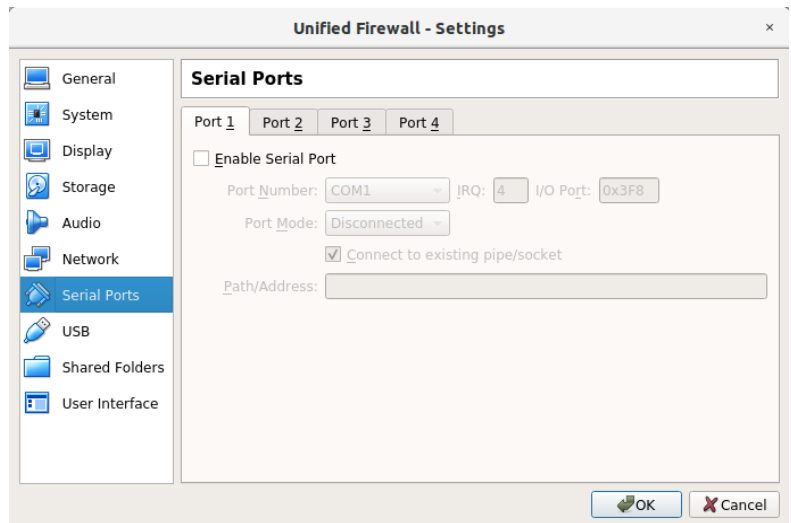 Unified Firewall - Settings
×
General
System
Display
Storage
Audio
Network
Serial Ports
USB
Shared Folders
User Interface
Serial Ports
Port 1 Port 2 Port 3 Port 4
Enable Serial Port
Port Number: COM1 IRQ: 4 I/O Port: 0x3F8
Port Mode: Disconnected
Connect to existing pipe/socket
Path/Address:
OK Cancel